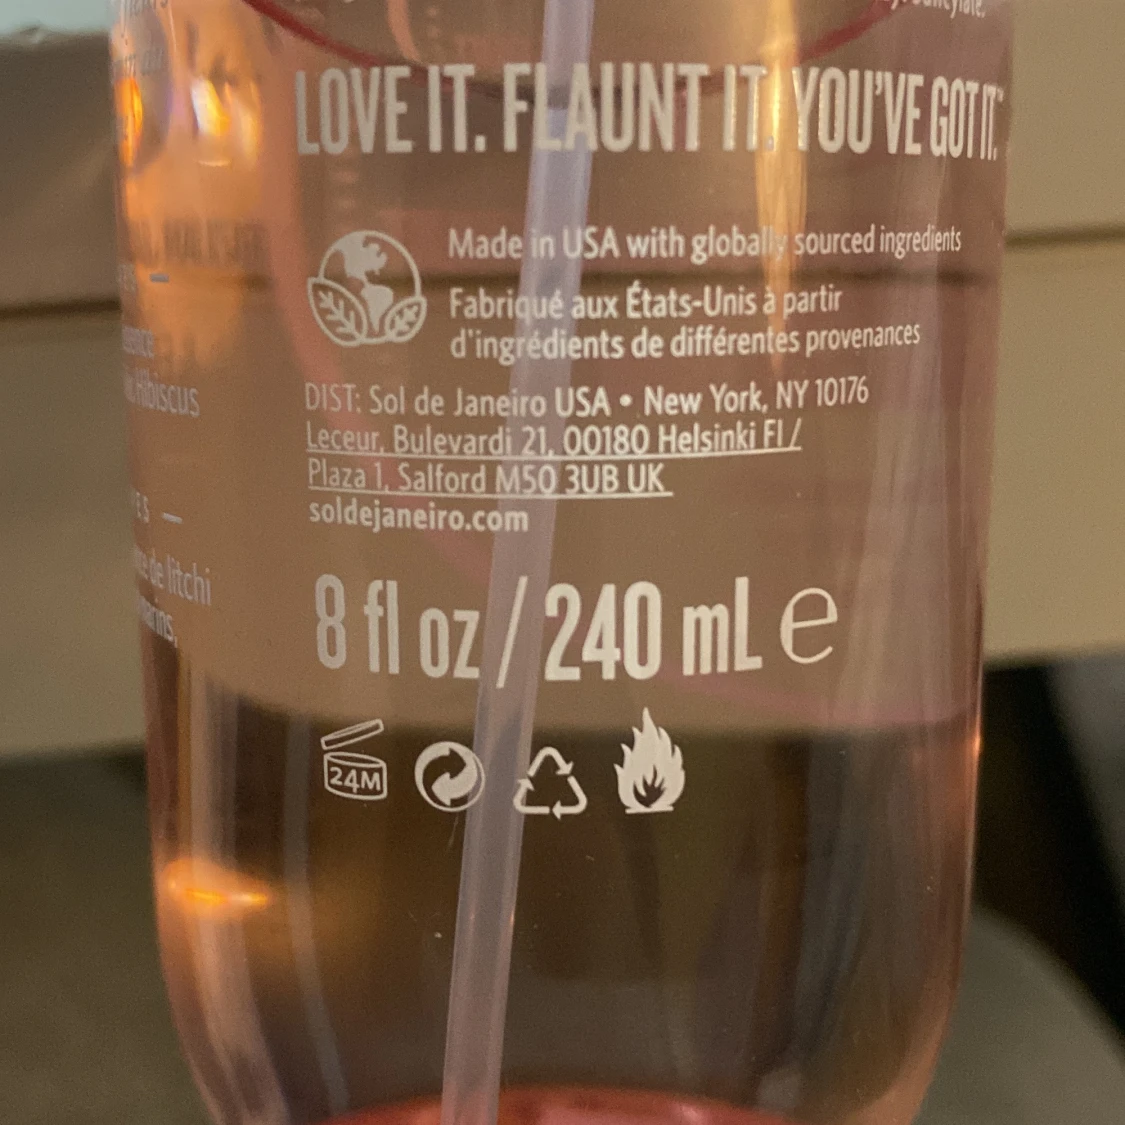 LOVE IT. FLAUNT IT. YOU'VE GOT IT.™
Made in USA with globally sourced ingredients
Fabriqué aux États-Unis à partir
d'ingrédients de différentes provenances
DIST: Sol de Janeiro USA • New York, NY 10176
Leceur, Bulevardi 21, 00180 Helsinki FI /
Plaza 1, Salford M50 3UB UK
soldejaneiro.com
8 fl oz / 240 mL e
24M
Hibiscus
de litchi